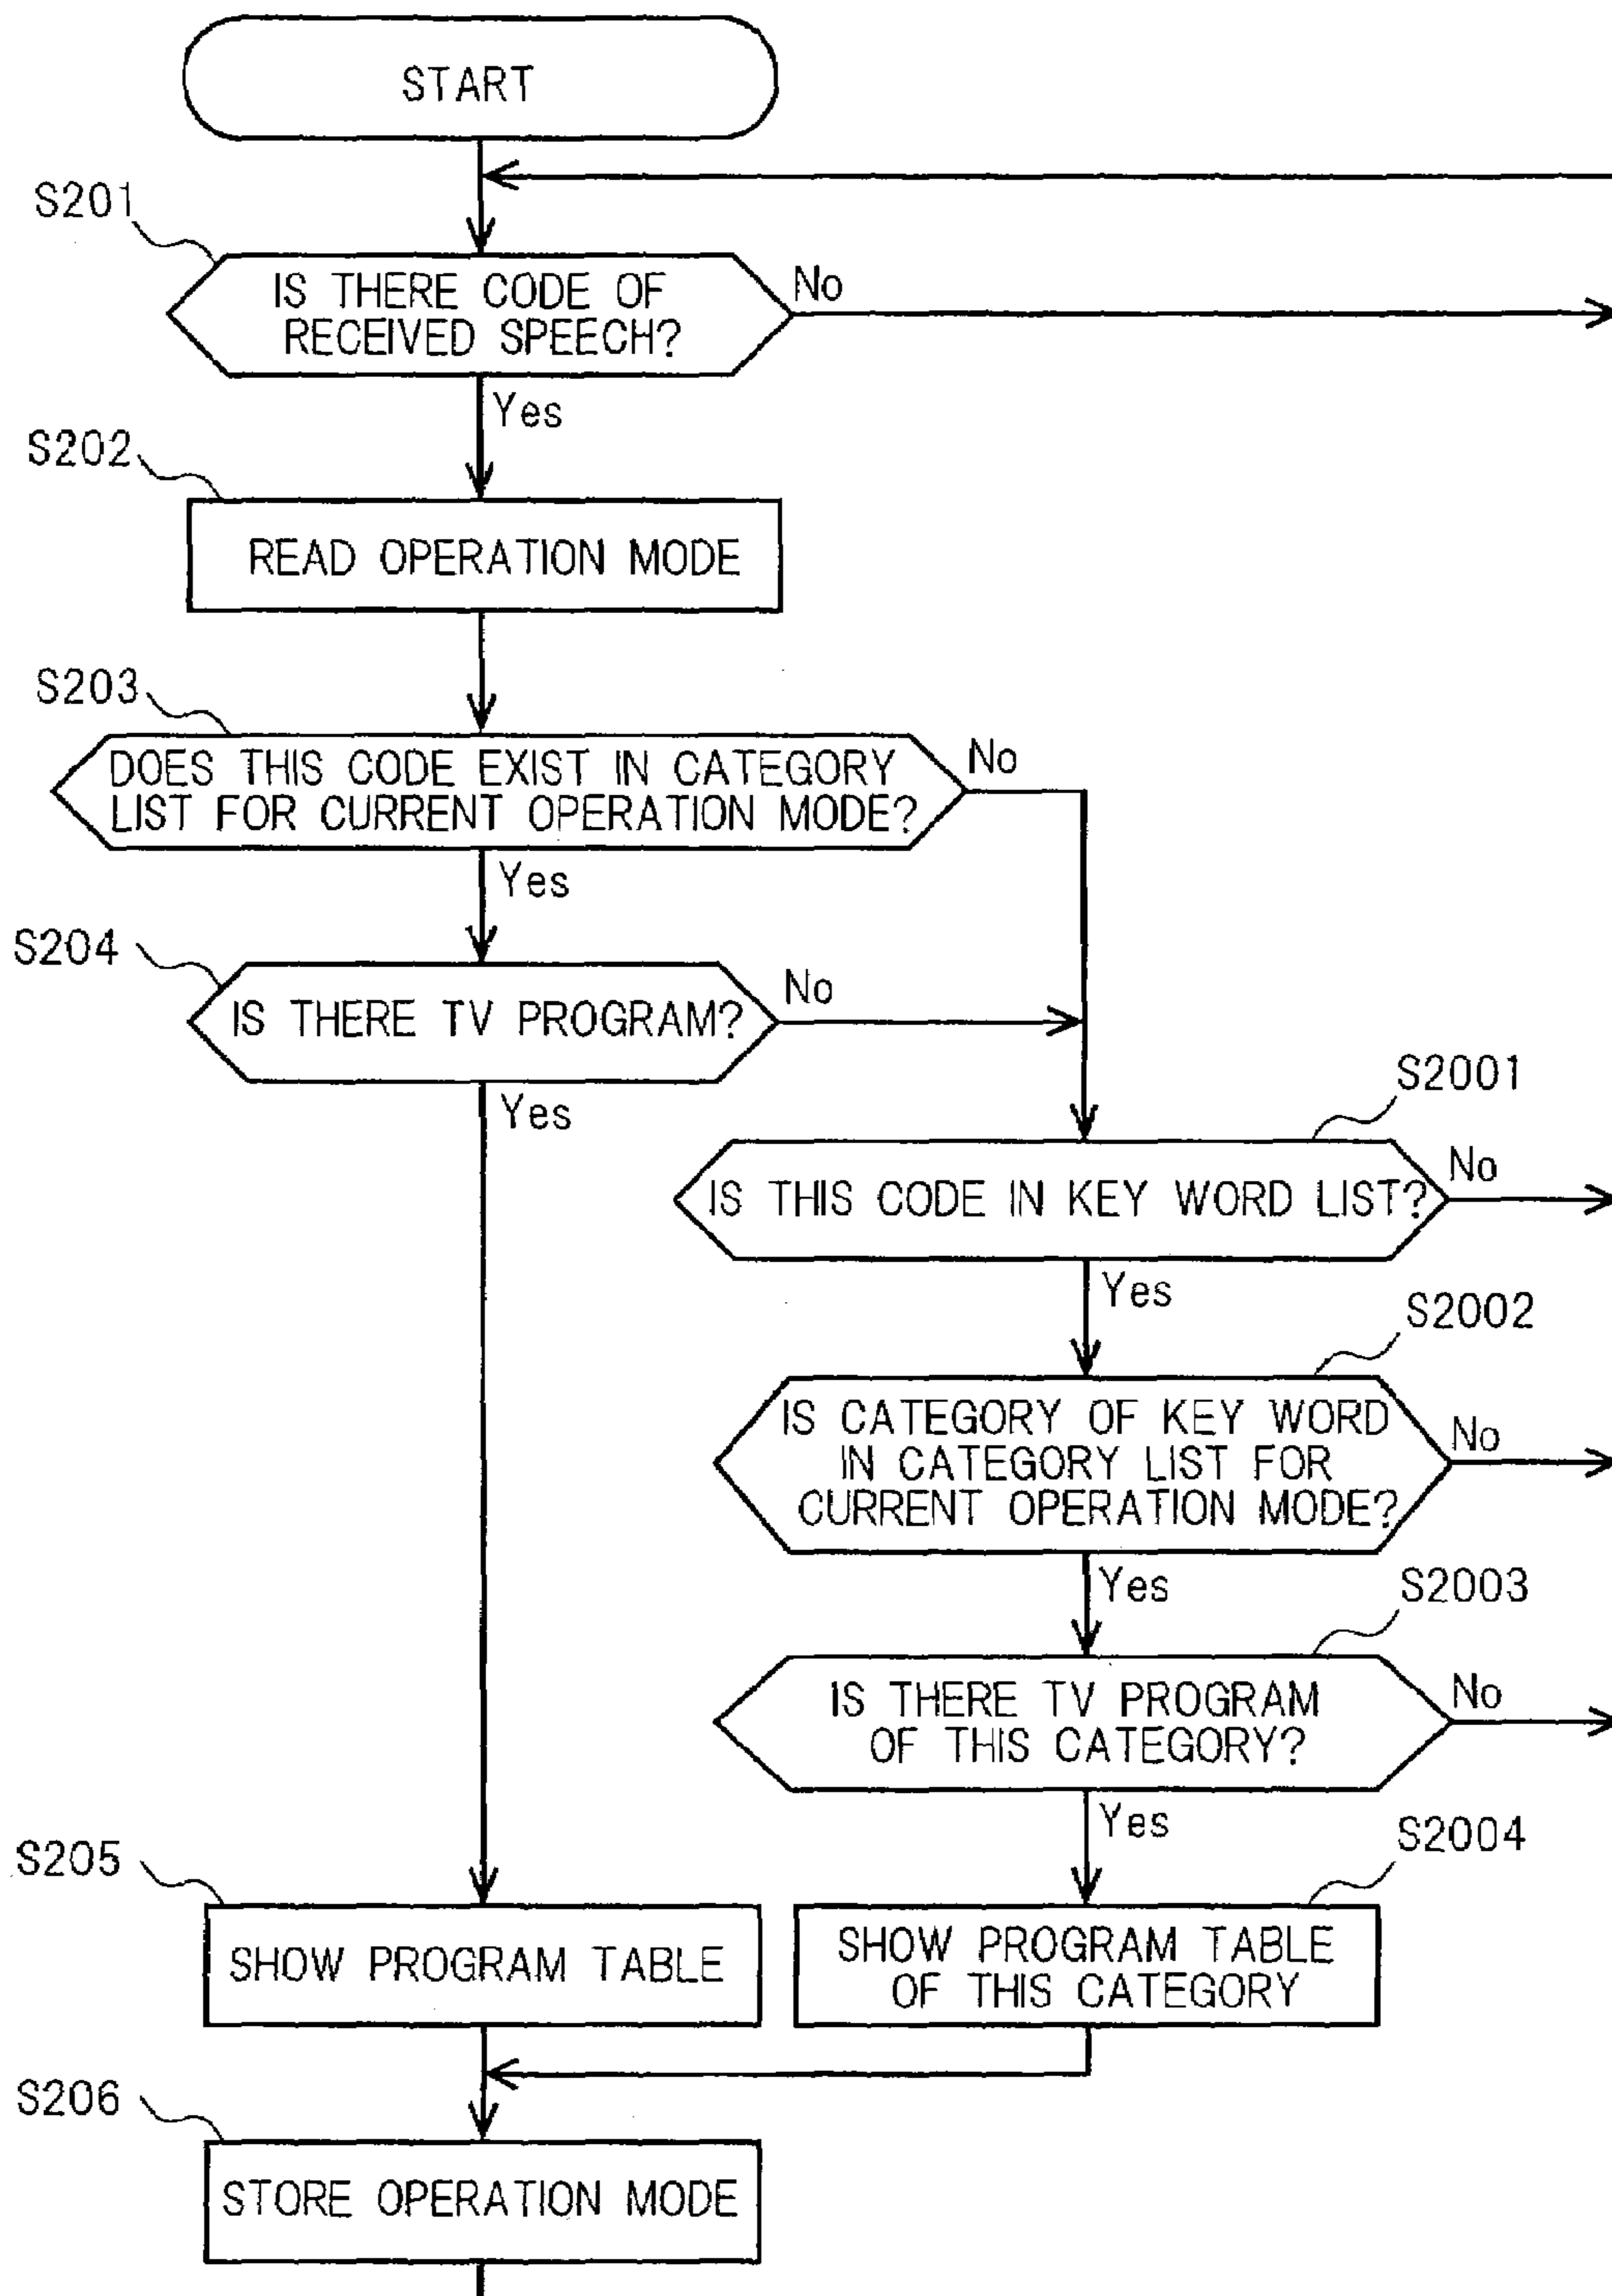 START
S201
IS THERE CODE OF
RECEIVED SPEECH?
No
Yes
S202
READ OPERATION MODE
S203
DOES THIS CODE EXIST IN CATEGORY
LIST FOR CURRENT OPERATION MODE?
No
Yes
S204
IS THERE TV PROGRAM?
No
Yes
S2001
IS THIS CODE IN KEY WORD LIST?
No
Yes
S2002
IS CATEGORY OF KEY WORD
IN CATEGORY LIST FOR
CURRENT OPERATION MODE?
No
Yes
S2003
IS THERE TV PROGRAM
OF THIS CATEGORY?
No
Yes
S205
SHOW PROGRAM TABLE
S2004
SHOW PROGRAM TABLE
OF THIS CATEGORY
S206
STORE OPERATION MODE